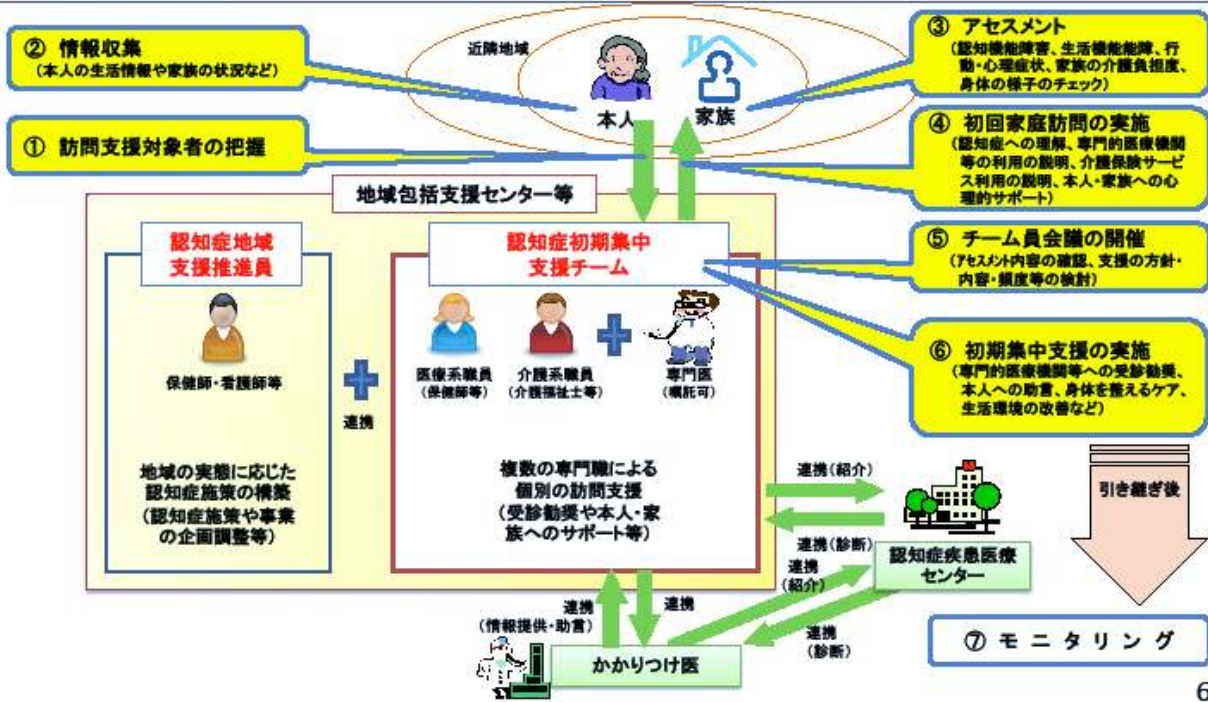 ② 情報収集
(本人の生活情報や家族の状況など)
近隣地域
本人
家族
③ アセスメント
(認知機能障害、生活機能能障、行
動・心理症状、家族の介護負担度、
身体の様子のチェック)
① 訪問支援対象者の把握
④ 初回家庭訪問の実施
(認知症への理解、専門的医療機関
等の利用の説明、介護保険サービ
ス利用の説明、本人・家族への心
理的サポート)
地域包括支援センター等
認知症地域
支援推進員
認知症初期集中
支援チーム
⑤ チーム員会議の開催
(アセスメント内容の確認、支援の方針・
内容・頻度等の検討)
保健師・看護師等
連携
医療系職員
(保健師等)
介護系職員
(介護福祉士等)
専門医
(嘱託可)
⑥ 初期集中支援の実施
(専門的医療機関等への受診勧奨、
本人への助言、身体を整えるケア、
生活環境の改善など)
地域の実態に応じた
認知症施策の構築
(認知症施策や事業
の企画調整等)
複数の専門職による
個別の訪問支援
(受診勧奨や本人・家
族へのサポート等)
連携(紹介)
連携(診断)
認知症疾患医療
センター
引き継ぎ後
連携
(情報提供・助言)
連携
連携
(紹介)
連携
(診断)
かかりつけ医
⑦ モニタリング
6